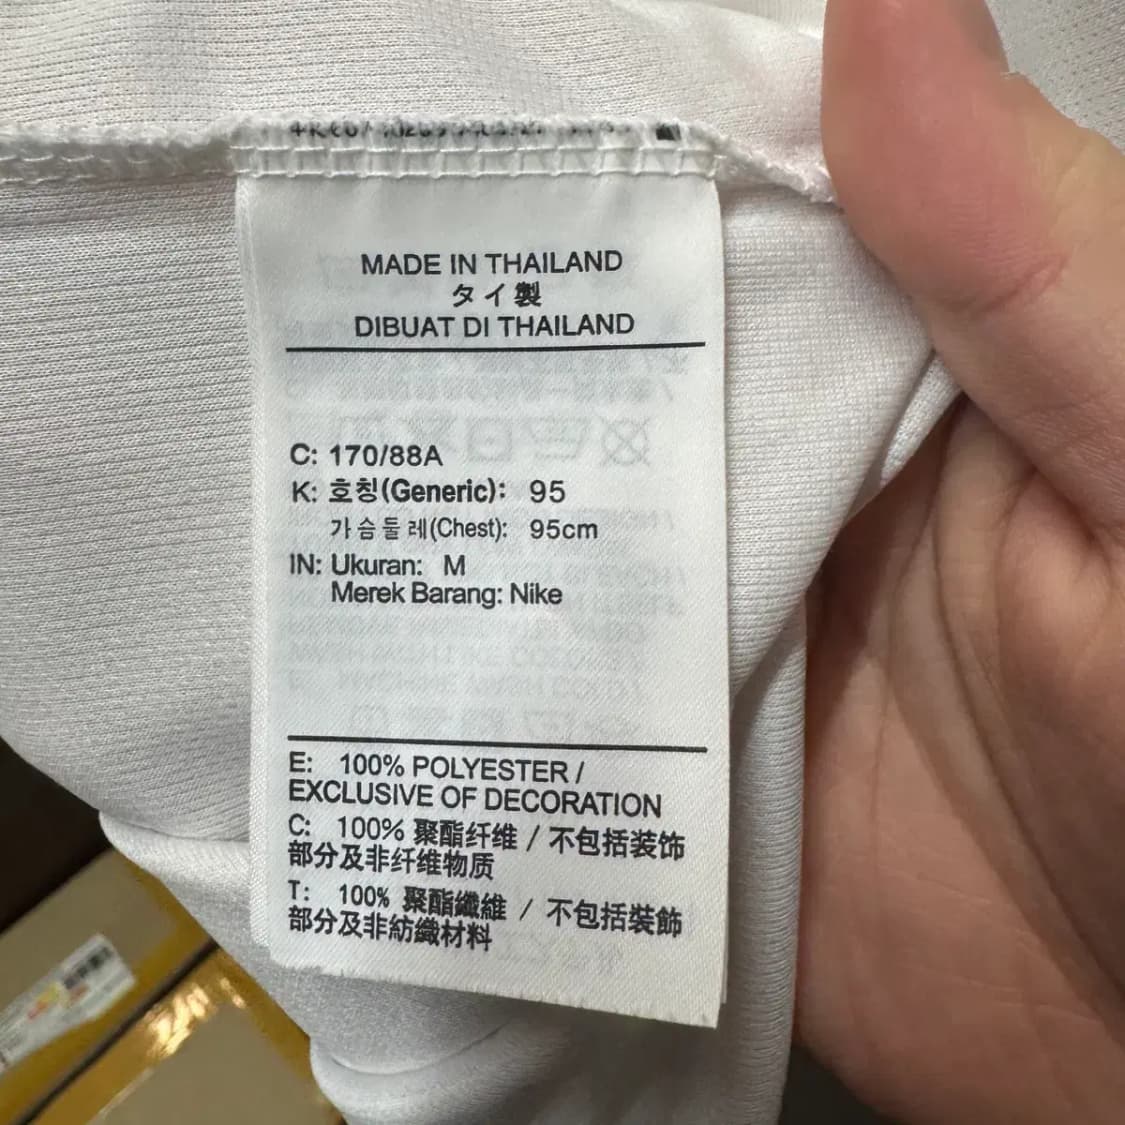 MADE IN THAILAND
タイ製
DIBUAT DI THAILAND
C: 170/88A
K: 호칭(Generic): 95
가슴둘레(Chest): 95cm
IN: Ukuran: M
Merek Barang: Nike
E: 100% POLYESTER /
EXCLUSIVE OF DECORATION
C: 100% 聚酯纤维 / 不包括装饰
部分及非纤维物质
T: 100% 聚酯纖維 / 不包括裝飾
部分及非紡織材料